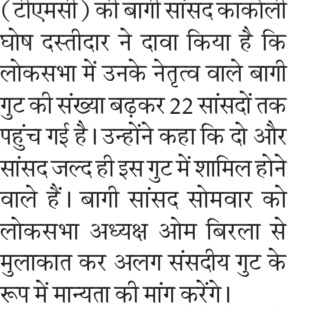 (टीएमसी) की बागी सांसद काकोली
घोष दस्तीदार ने दावा किया है कि
लोकसभा में उनके नेतृत्व वाले बागी
गुट की संख्या बढ़कर 22 सांसदों तक
पहुंच गई है। उन्होंने कहा कि दो और
सांसद जल्द ही इस गुट में शामिल होने
वाले हैं। बागी सांसद सोमवार को
लोकसभा अध्यक्ष ओम बिरला से
मुलाकात कर अलग संसदीय गुट के
रूप में मान्यता की मांग करेंगे।